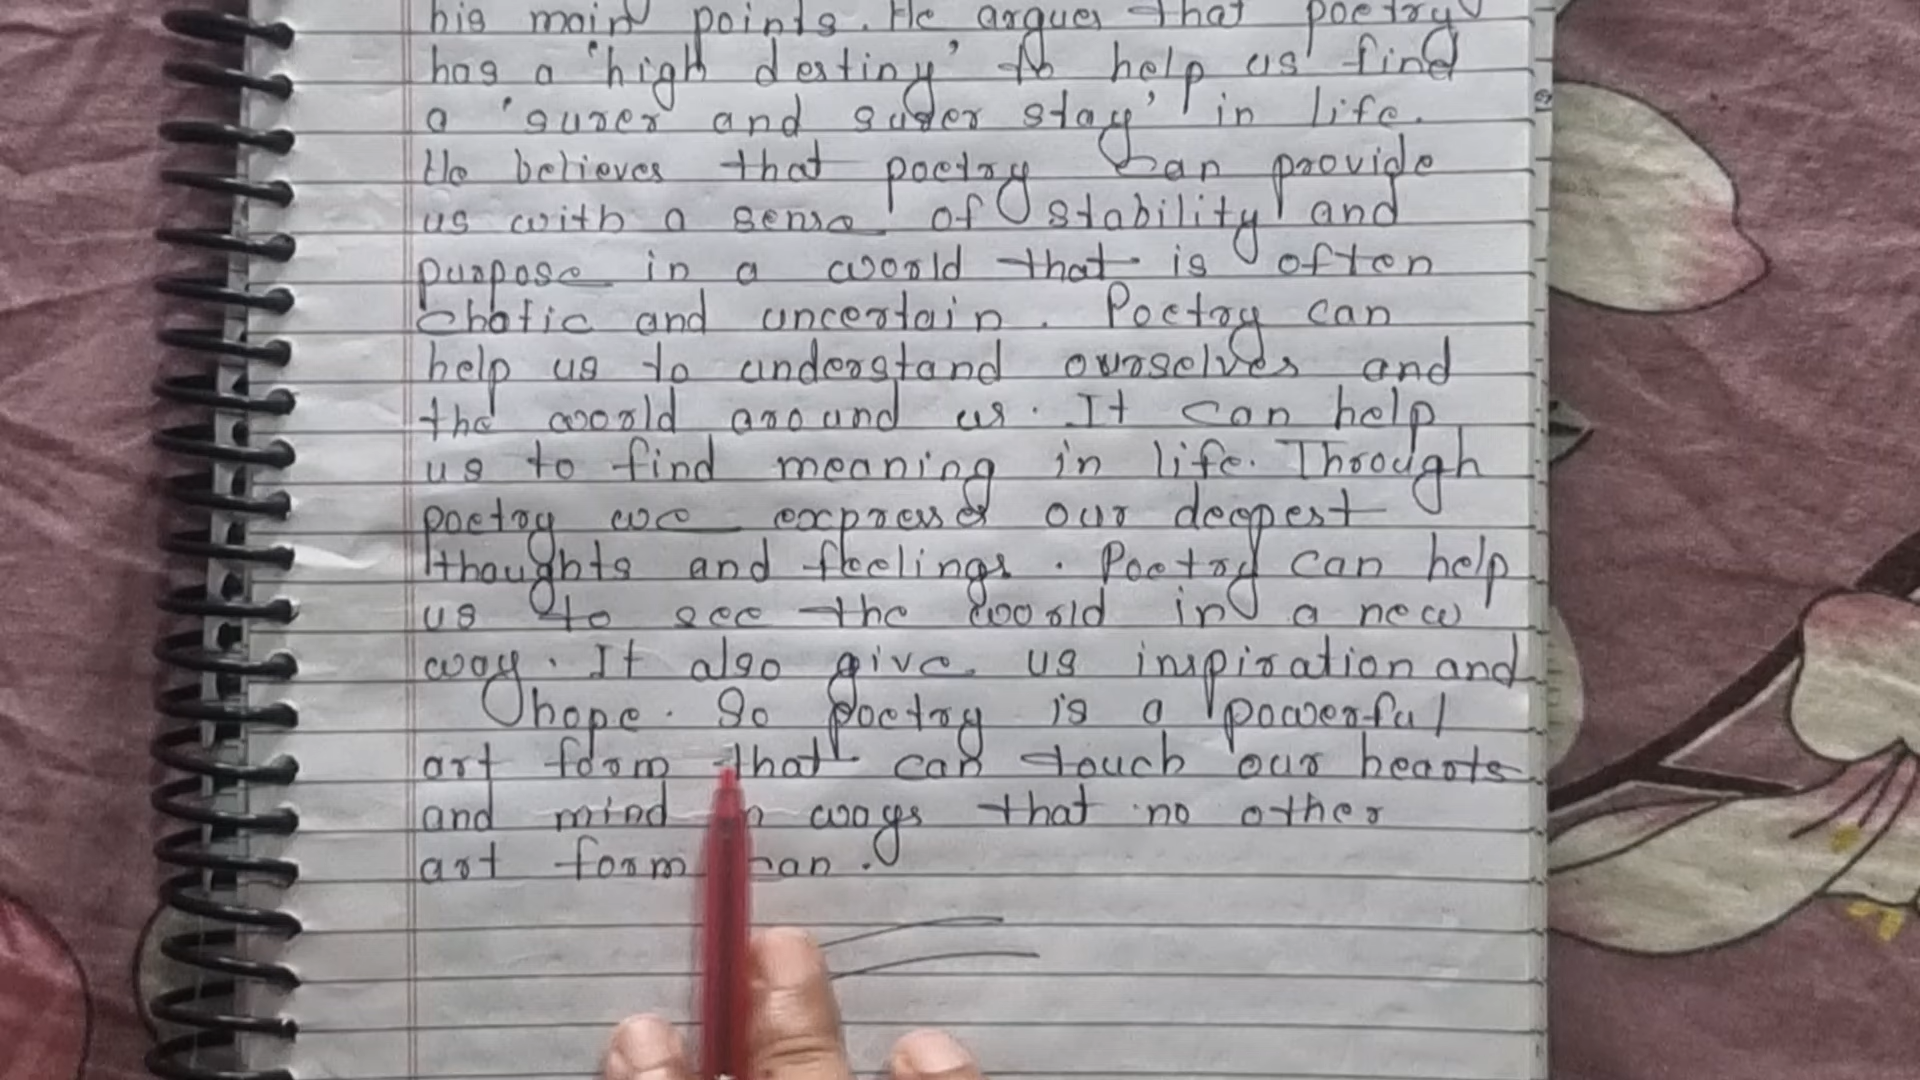 his main points. He argues that poetry
has a 'high destiny' to help us find
a 'surer and surer stay' in life.
He believes that poetry can provide
us with a sense of stability and
purpose in a world that is often
chotic and uncertain. Poetry can
help us to understand ourselves and
the world around us. It can help
us to find meaning in life. Through
poetry we express our deepest
thoughts and feelings. Poetry can help
us to see the world in a new
way. It also give us inspiration and
hope. So poetry is a powerful
art form that can touch our hearts
and mind in ways that no other
art form can.